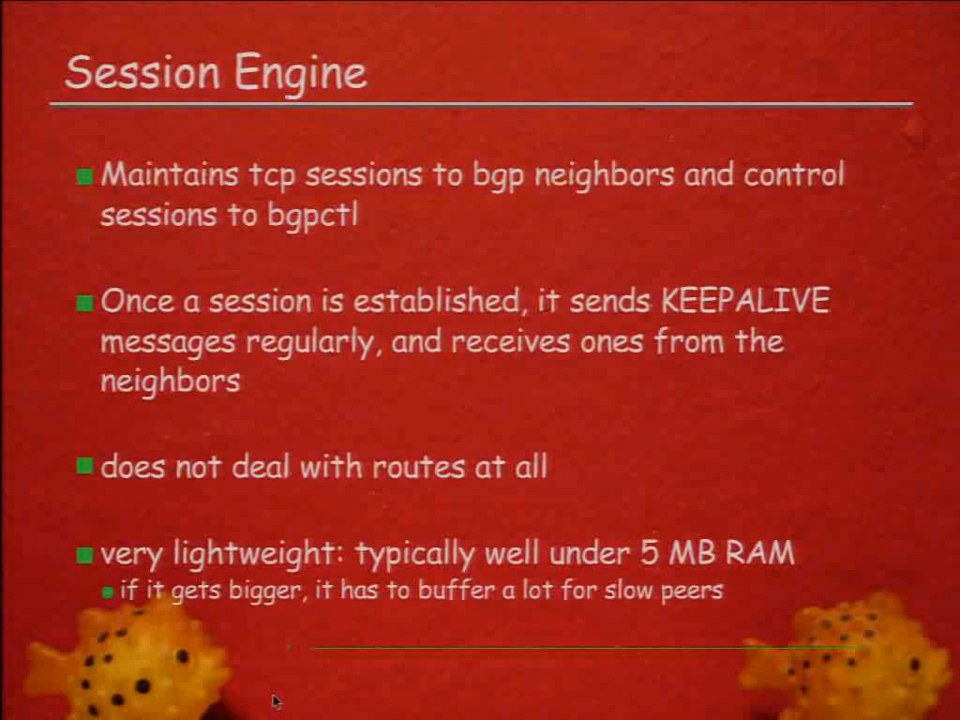 Session Engine
Maintains tcp sessions to bgp neighbors and control
sessions to bgpctl
Once a session is established, it sends KEEPALIVE
messages regularly, and receives ones from the
neighbors
does not deal with routes at all
very lightweight: typically well under 5 MB RAM
if it gets bigger, it has to buffer a lot for slow peers